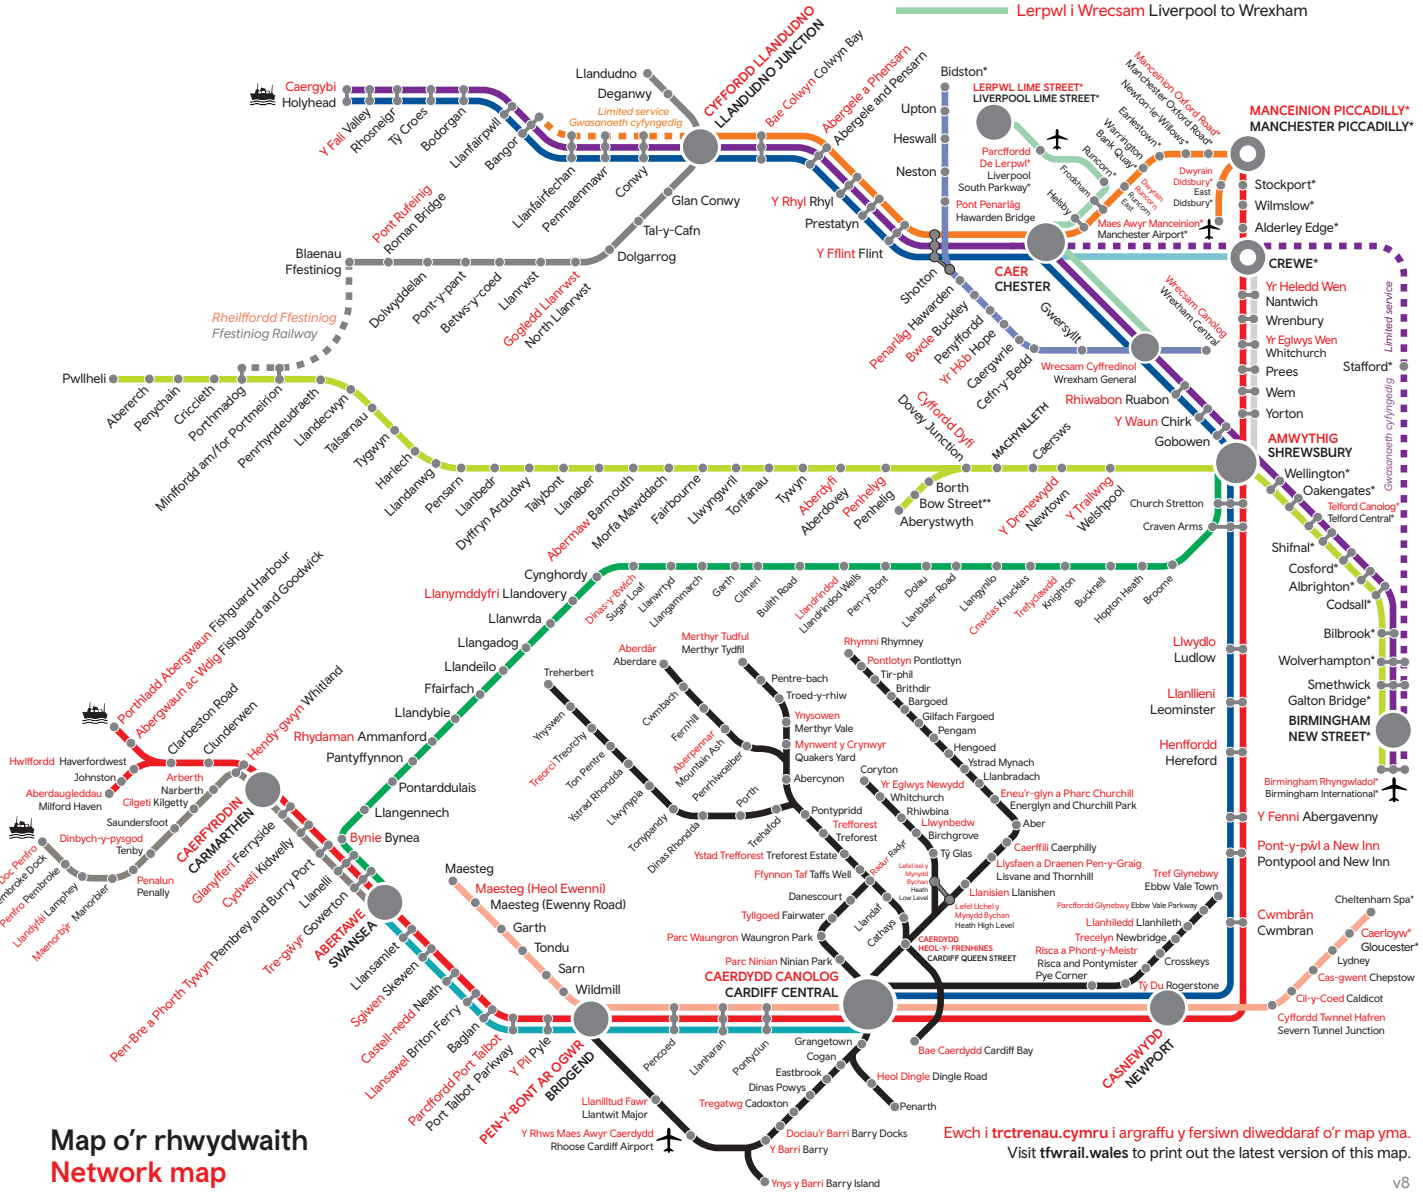 Lerpwl i Wrecsam Liverpool to Wrexham
Caergybi
Holyhead
Y Fali Valley
Rhosneigr
Tŷ Croes
Bodorgan
Llanfairpwll
Bangor
Limited service
Gwasanaeth cyfyngedig
Llanfairfechan
Penmaenmawr
Conwy
Llandudno
Deganwy
CYFFORDD LLANDUDNO
LLANDUDNO JUNCTION
Bae Colwyn Colwyn Bay
Abergele a Phensarn
Abergele and Pensarn
Y Rhyl Rhyl
Prestatyn
Y Fflint Flint
Glan Conwy
Tal-y-Cafn
Dolgarrog
Gogledd Llanrwst
North Llanrwst
Llanrwst
Betws-y-coed
Pont-y-pant
Dolwyddelan
Pont Rufeinig
Roman Bridge
Blaenau
Ffestiniog
Rheilffordd Ffestiniog
Ffestiniog Railway
Bidston*
Upton
Heswall
Neston
Pont Penarlâg
Hawarden Bridge
Shotton
Penarlâg Hawarden
Bwcle Buckley
Penyffordd
Yr Hôb Hope
Caergwrle
Cefn-y-Bedd
Gwersyllt
Wrecsam Canolog
Wrexham Central
Wrecsam Cyffredinol
Wrexham General
LERPWL LIME STREET*
LIVERPOOL LIME STREET*
Parcffordd
De Lerpwl*
Liverpool
South Parkway*
Runcorn*
Frodsham
Helsby
CAER
CHESTER
Dwyrain
Runcorn
Runcorn
East
Warrington
Bank Quay*
Earlestown*
Newton-le-Willows*
Manceinion Oxford Road*
Manchester Oxford Road*
MANCEINION PICCADILLY*
MANCHESTER PICCADILLY*
Dwyrain
Didsbury*
East
Didsbury*
Maes Awyr Manceinion*
Manchester Airport*
Stockport*
Wilmslow*
Alderley Edge*
CREWE*
Yr Heledd Wen
Nantwich
Wrenbury
Yr Eglwys Wen
Whitchurch
Prees
Wem
Yorton
Limited service
Gwasanaeth cyfyngedig
Stafford*
Rhiwabon Ruabon
Y Waun Chirk
Gobowen
AMWYTHIG
SHREWSBURY
Wellington*
Oakengates*
Telford Canolog*
Telford Central*
Shifnal*
Cosford*
Albrighton*
Codsall*
Bilbrook*
Wolverhampton*
Smethwick
Galton Bridge*
BIRMINGHAM
NEW STREET*
Birmingham Rhyngwladol*
Birmingham International*
Pwllheli
Abererch
Penychain
Criccieth
Porthmadog
Minffordd am/for Portmeirion
Penrhyndeudraeth
Llandecwyn
Talsarnau
Tygwyn
Harlech
Llandanwg
Pensarn
Llanbedr
Dyffryn Ardudwy
Talybont
Llanaber
Abermaw Barmouth
Morfa Mawddach
Fairbourne
Llwyngwril
Tonfanau
Tywyn
Aberdyfi
Aberdovey
Penhelyg
Penhelig
Cyffordd Dyfi
Dovey Junction
Borth
Bow Street**
Aberystwyth
MACHYNLLETH
Caersws
Y Drenewydd
Newtown
Y Trallwng
Welshpool
Church Stretton
Craven Arms
Broome
Hopton Heath
Bucknell
Trefyclawdd
Knighton
Cnwclas Knucklas
Llangynllo
Llanbister Road
Dolau
Pen-y-Bont
Llandrindod
Llandrindod Wells
Builth Road
Cilmeri
Garth
Llangammarch
Llanwrtyd
Dinas-y-Bwlch
Sugar Loaf
Cynghordy
Llanymddyfri Llandovery
Llanwrda
Llangadog
Llandeilo
Ffairfach
Llandybie
Rhydaman Ammanford
Pantyffynnon
Pontarddulais
Llangennech
Bynie Bynea
Llwydlo
Ludlow
Llanllieni
Leominster
Henffordd
Hereford
Y Fenni Abergavenny
Pont-y-pŵl a New Inn
Pontypool and New Inn
Cwmbrân
Cwmbran
Porthladd Abergwaun Fishguard Harbour
Abergwaun ac Wdig Fishguard and Goodwick
Clarbeston Road
Clunderwen
Hendy-gwyn Whitland
Hwlffordd Haverfordwest
Johnston
Aberdaugleddau
Milford Haven
Arberth
Narberth
Cilgeti Kilgetty
Saundersfoot
Dinbych-y-pysgod
Tenby
Penalun
Penally
Maenorbŷr Manorbier
Llandyfái Lamphey
Penfro Pembroke
Doc Penfro
embroke Dock
CAERFYRDDIN
CARMARTHEN
Glanyfferi Ferryside
Cydweli Kidwelly
Pen-Bre a Phorth Tywyn Pembrey and Burry Port
Llanelli
Tre-gŵyr Gowerton
ABERTAWE
SWANSEA
Llansamlet
Sgiwen Skewen
Castell-nedd Neath
Llansawel Briton Ferry
Baglan
Parcffordd Port Talbot
Port Talbot Parkway
Y Pîl Pyle
PEN-Y-BONT AR OGWR
BRIDGEND
Maesteg
Maesteg (Heol Ewenni)
Maesteg (Ewenny Road)
Garth
Tondu
Sarn
Wildmill
Pencoed
Llanharan
Pontyclun
Treherbert
Ynyswen
Treorci Treorchy
Ton Pentre
Ystrad Rhondda
Llwynypia
Tonypandy
Dinas Rhondda
Porth
Trehafod
Aberdâr
Aberdare
Cwmbach
Fernhill
Aberpennar
Mountain Ash
Penrhiwceiber
Merthyr Tudful
Merthyr Tydfil
Pentre-bach
Troed-y-rhiw
Ynysowen
Merthyr Vale
Mynwent y Crynwyr
Quakers Yard
Abercynon
Pontypridd
Trefforest
Treforest
Ystad Trefforest Treforest Estate
Ffynnon Taf Taffs Well
Radur Radyr
Danescourt
Tyllgoed Fairwater
Parc Waungron Waungron Park
Parc Ninian Ninian Park
Llandaf
Cathays
Rhymni Rhymney
Pontlotyn Pontlottyn
Tir-phil
Brithdir
Bargoed
Gilfach Fargoed
Pengam
Hengoed
Ystrad Mynach
Llanbradach
Eneu'r-glyn a Pharc Churchill
Energlyn and Churchill Park
Aber
Caerffili Caerphilly
Llysfaen a Draenen Pen-y-Graig
Lisvane and Thornhill
Llanisien Llanishen
Lefel Uchel y
Mynydd Bychan
Heath High Level
Coryton
Yr Eglwys Newydd
Whitchurch
Rhiwbina
Llwynbedw
Birchgrove
Tŷ Glas
Lefel isel y
Mynydd
Bychan
Heath
Low Level
CAERDYDD
HEOL-Y- FRENHINES
CARDIFF QUEEN STREET
CAERDYDD CANOLOG
CARDIFF CENTRAL
Bae Caerdydd Cardiff Bay
Grangetown
Cogan
Eastbrook
Dinas Powys
Tregatwg Cadoxton
Heol Dingle Dingle Road
Penarth
Dociau'r Barri Barry Docks
Y Barri Barry
Ynys y Barri Barry Island
Llanilltud Fawr
Llantwit Major
Y Rhws Maes Awyr Caerdydd
Rhoose Cardiff Airport
Tref Glynebwy
Ebbw Vale Town
Parcffordd Glynebwy Ebbw Vale Parkway
Llanhiledd Llanhileth
Trecelyn Newbridge
Crosskeys
Risca a Phont-y-Meistr
Risca and Pontymister
Pye Corner
Tŷ Du Rogerstone
CASNEWYDD
NEWPORT
Cheltenham Spa*
Caerloyw*
Gloucester*
Lydney
Cas-gwent Chepstow
Cil-y-Coed Caldicot
Cyffordd Twnnel Hafren
Severn Tunnel Junction
Map o'r rhwydwaith
Network map
Ewch i trctrenau.cymru i argraffu y fersiwn diweddaraf o'r map yma.
Visit tfwrail.wales to print out the latest version of this map.
v8